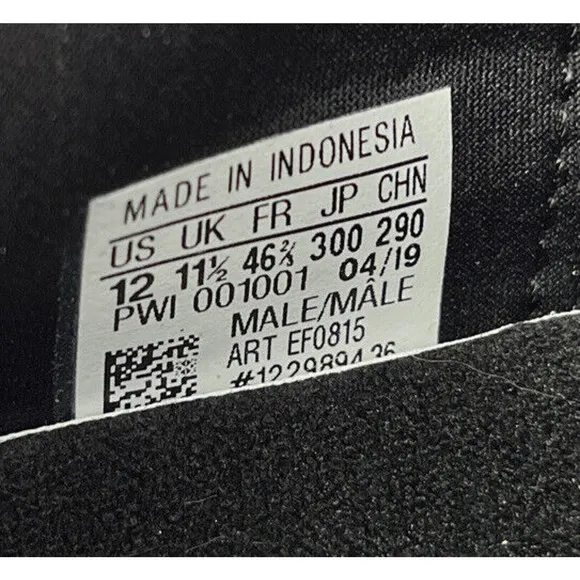 MADE IN INDONESIA
US UK FR JP CHN
12 11½ 46⅔ 300 290
PWI 001001 04/19
MALE/MÂLE
ART EF0815